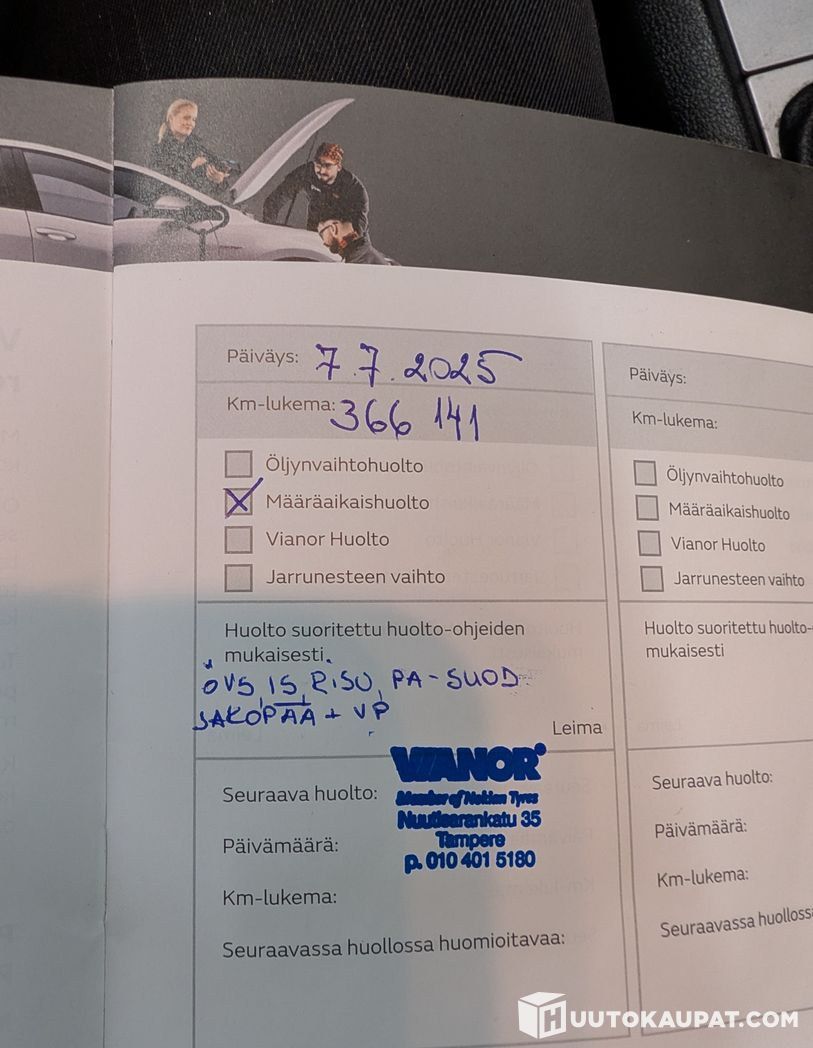 Päiväys: 7.7.2025
Km-lukema: 366 141
Öljynvaihtohuolto
Määräaikaishuolto
Vianor Huolto
Jarrunesteen vaihto
Huolto suoritettu huolto-ohjeiden
mukaisesti.
ÖVS, IS, RISU, PA-SUOD
JAKOPÄÄ + VP
Leima
VIANOR
Member of Nokian Tyres
Nuutisarankatu 35
Tampere
p. 010 401 5180
Seuraava huolto:
Päivämäärä:
Km-lukema:
Seuraavassa huollossa huomioitavaa:
Päiväys:
Km-lukema:
Öljynvaihtohuolto
Määräaikaishuolto
Vianor Huolto
Jarrunesteen vaihto
Huolto suoritettu huolto-
mukaisesti
Seuraava huolto:
Päivämäärä:
Km-lukema:
Seuraavassa
HUUTOKAUPAT.COM